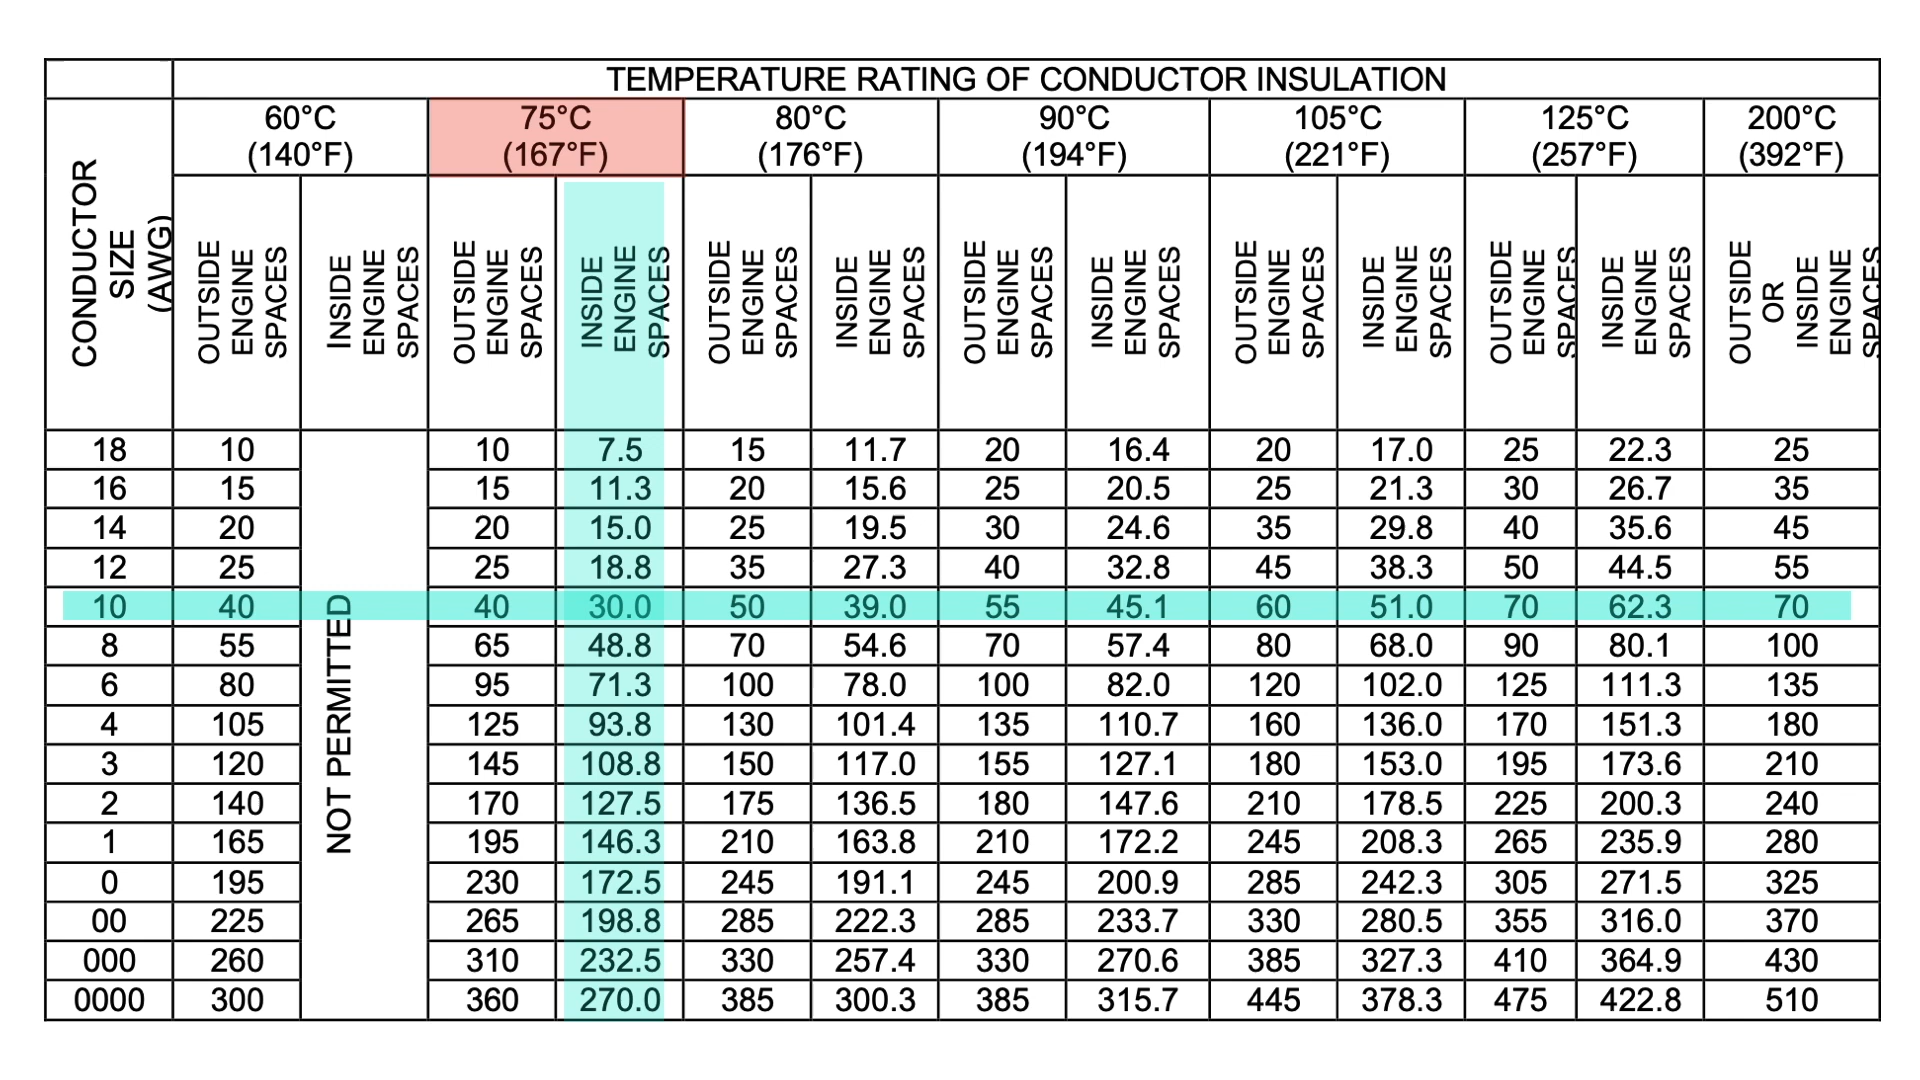 TEMPERATURE RATING OF CONDUCTOR INSULATION
CONDUCTOR SIZE (AWG)
60°C (140°F) 75°C (167°F) 80°C (176°F) 90°C (194°F) 105°C (221°F) 125°C (257°F) 200°C (392°F)
OUTSIDE ENGINE SPACES INSIDE ENGINE SPACES OUTSIDE ENGINE SPACES INSIDE ENGINE SPACES OUTSIDE ENGINE SPACES INSIDE ENGINE SPACES OUTSIDE ENGINE SPACES INSIDE ENGINE SPACES OUTSIDE ENGINE SPACES INSIDE ENGINE SPACES OUTSIDE ENGINE SPACES INSIDE ENGINE SPACES OUTSIDE OR INSIDE ENGINE SPACES
NOT PERMITTED
18 10 10 7.5 15 11.7 20 16.4 20 17.0 25 22.3 25
16 15 15 11.3 20 15.6 25 20.5 25 21.3 30 26.7 35
14 20 20 15.0 25 19.5 30 24.6 35 29.8 40 35.6 45
12 25 25 18.8 35 27.3 40 32.8 45 38.3 50 44.5 55
10 40 40 30.0 50 39.0 55 45.1 60 51.0 70 62.3 70
8 55 65 48.8 70 54.6 70 57.4 80 68.0 90 80.1 100
6 80 95 71.3 100 78.0 100 82.0 120 102.0 125 111.3 135
4 105 125 93.8 130 101.4 135 110.7 160 136.0 170 151.3 180
3 120 145 108.8 150 117.0 155 127.1 180 153.0 195 173.6 210
2 140 170 127.5 175 136.5 180 147.6 210 178.5 225 200.3 240
1 165 195 146.3 210 163.8 210 172.2 245 208.3 265 235.9 280
0 195 230 172.5 245 191.1 245 200.9 285 242.3 305 271.5 325
00 225 265 198.8 285 222.3 285 233.7 330 280.5 355 316.0 370
000 260 310 232.5 330 257.4 330 270.6 385 327.3 410 364.9 430
0000 300 360 270.0 385 300.3 385 315.7 445 378.3 475 422.8 510